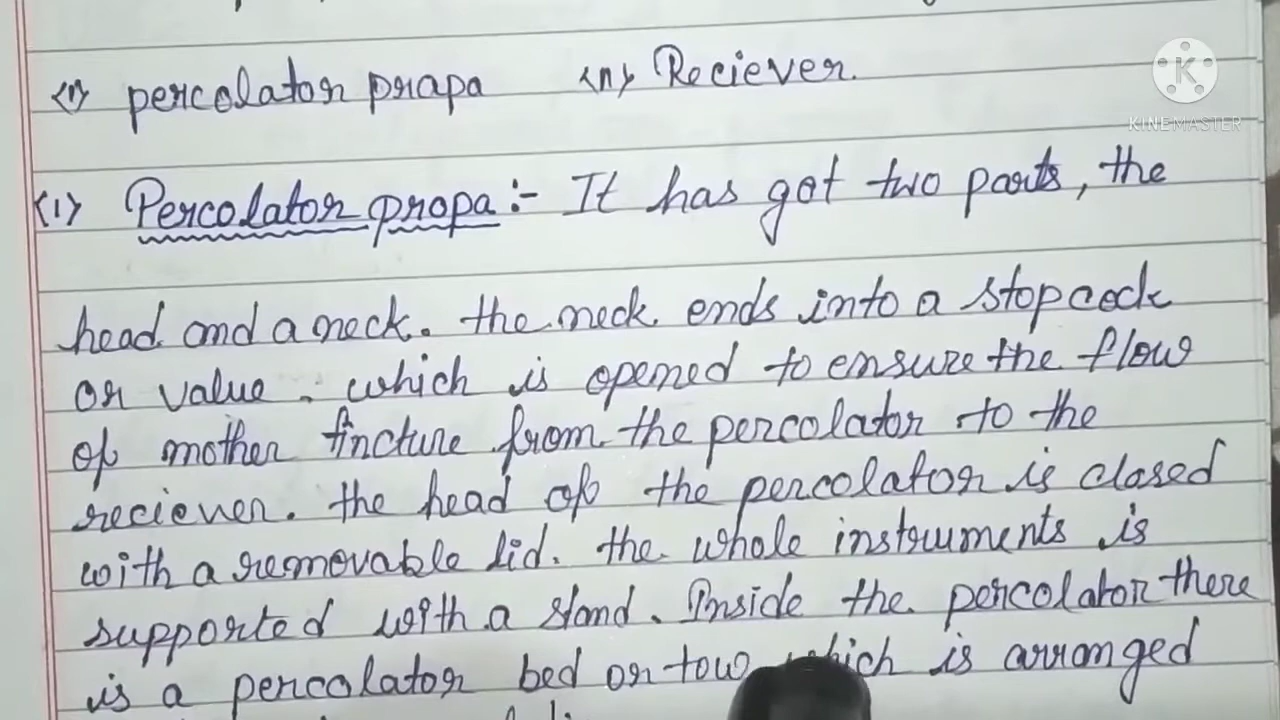 <i> percolator prapa <ii> Reciever.
KINEMASTER
<1> Percolator propa :- It has got two parts, the
head and a neck. the neck ends into a stopcock
or value. which is opened to ensure the flow
of mother tincture from the percolator to the
reciever. the head of the percolator is closed
with a removable lid. the whole instruments is
supported with a stand. Inside the percolator there
is a percolator bed or tow which is arranged